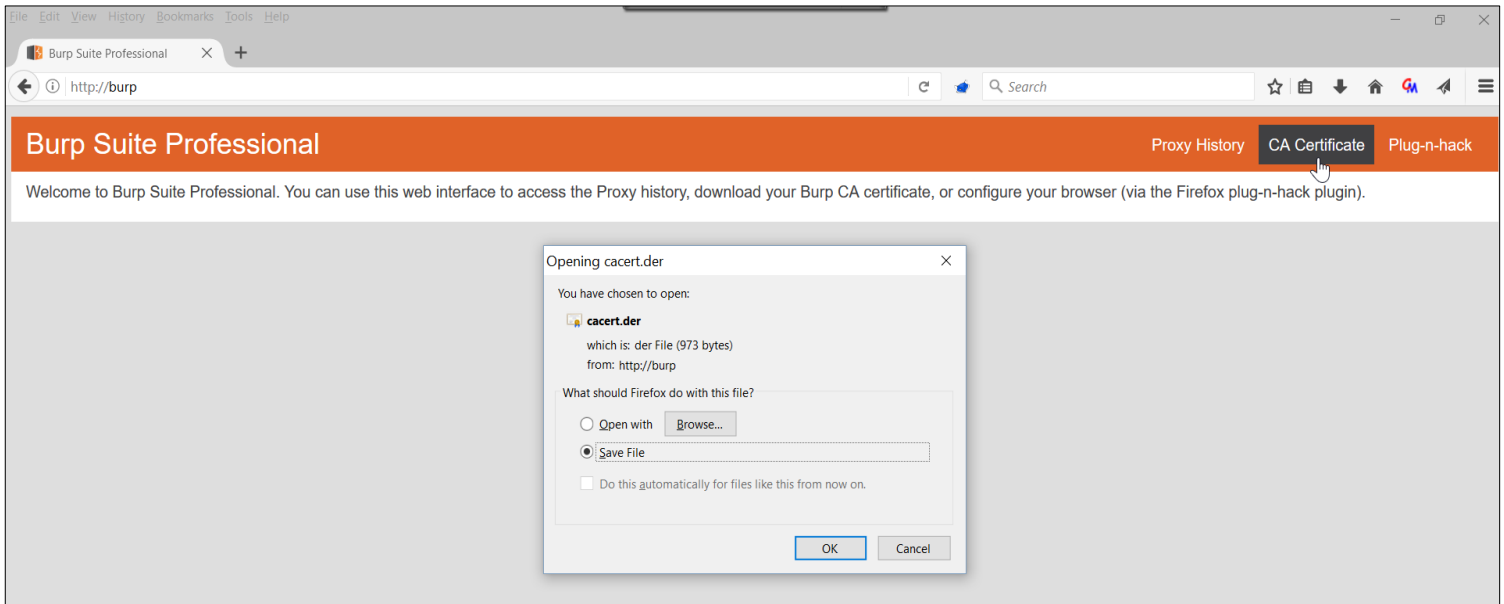 File Edit View History Bookmarks Tools Help
Burp Suite Professional
http://burp
Search
Burp Suite Professional
Proxy History CA Certificate Plug-n-hack
Welcome to Burp Suite Professional. You can use this web interface to access the Proxy history, download your Burp CA certificate, or configure your browser (via the Firefox plug-n-hack plugin).
Opening cacert.der
You have chosen to open:
cacert.der
which is: der File (973 bytes)
from: http://burp
What should Firefox do with this file?
Open with Browse...
Save File
Do this automatically for files like this from now on.
OK Cancel